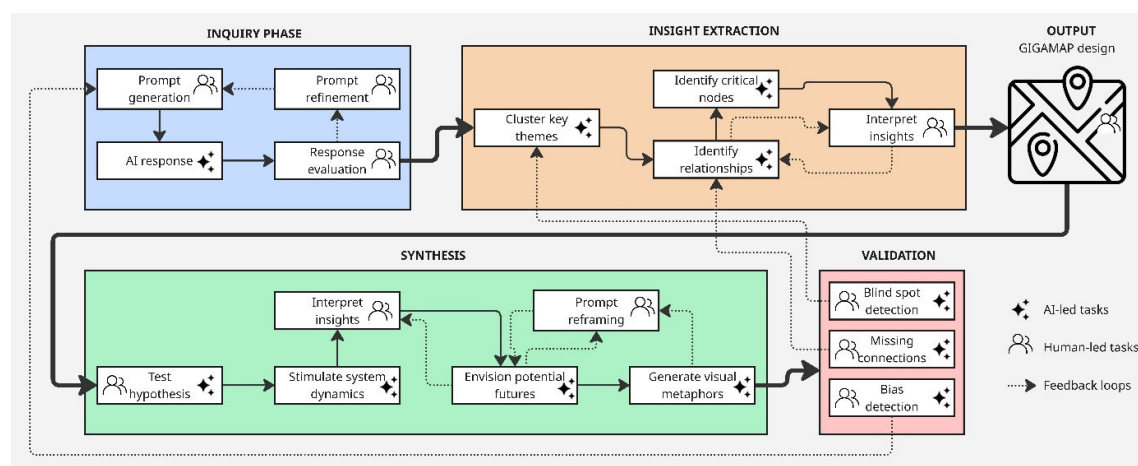 INQUIRY PHASE
Prompt
generation
Prompt
refinement
AI response
Response
evaluation
INSIGHT EXTRACTION
Identify critical
nodes
Cluster key
themes
Interpret
insights
Identify
relationships
OUTPUT
GIGAMAP design
SYNTHESIS
Interpret
insights
Prompt
reframing
Test
hypothesis
Stimulate system
dynamics
Envision potential
futures
Generate visual
metaphors
VALIDATION
Blind spot
detection
Missing
connections
Bias
detection
AI-led tasks
Human-led tasks
Feedback loops